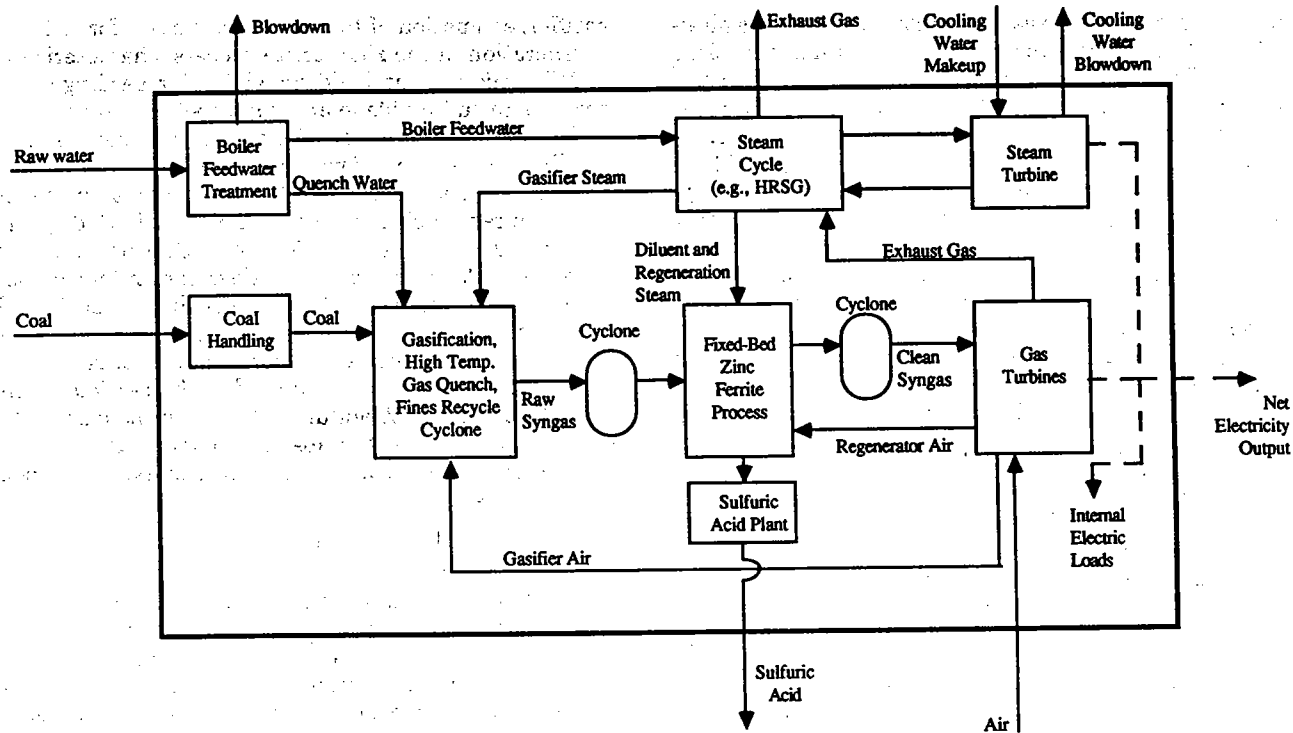 Blowdown
Exhaust Gas
Cooling
Water
Makeup
Cooling
Water
Blowdown
Raw water
Boiler
Feedwater
Treatment
Boiler Feedwater
Quench Water
Gasifier Steam
Steam
Cycle
(e.g., HRSG)
Steam
Turbine
Diluent and
Regeneration
Steam
Exhaust Gas
Coal
Coal
Handling
Coal
Gasification,
High Temp.
Gas Quench,
Fines Recycle
Cyclone
Raw
Syngas
Cyclone
Fixed-Bed
Zinc
Ferrite
Process
Cyclone
Clean
Syngas
Gas
Turbines
Net
Electricity
Output
Regenerator Air
Sulfuric
Acid Plant
Internal
Electric
Loads
Gasifier Air
Sulfuric
Acid
Air